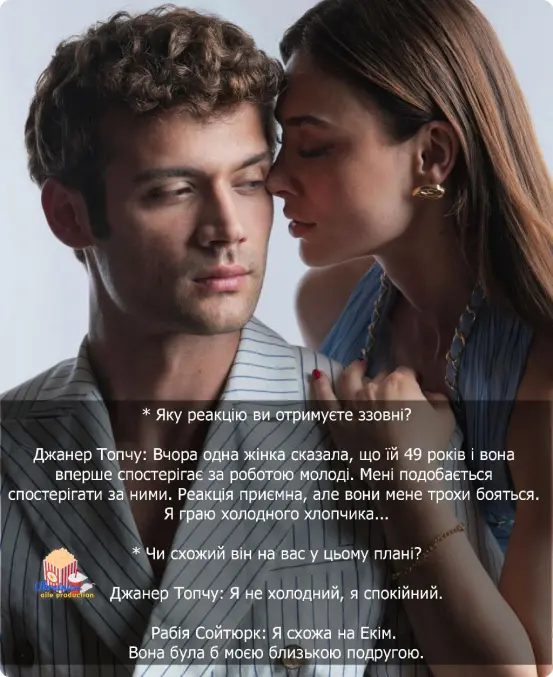 * Яку реакцію ви отримуєте ззовні?
Джанер Топчу: Вчора одна жінка сказала, що їй 49 років і вона
вперше спостерігає за роботою молоді. Мені подобається
спостерігати за ними. Реакція приємна, але вони мене трохи бояться.
Я граю холодного хлопчика...
* Чи схожий він на вас у цьому плані?
Джанер Топчу: Я не холодний, я спокійний.
aile production
Рабія Сойтюрк: Я схожа на Екім.
Вона була б моєю близькою подругою.